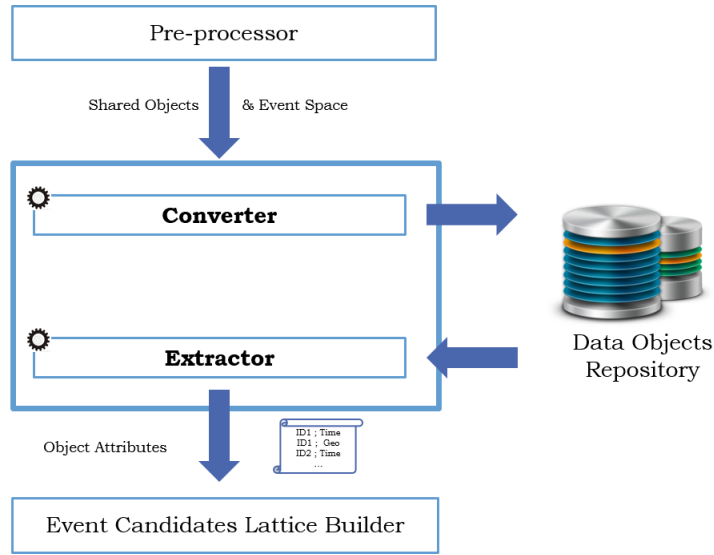 Pre-processor
Shared Objects & Event Space
Converter
Extractor
Data Objects
Repository
Object Attributes
ID1 ; Time
ID1 ; Geo
ID2 ; Time
...
Event Candidates Lattice Builder